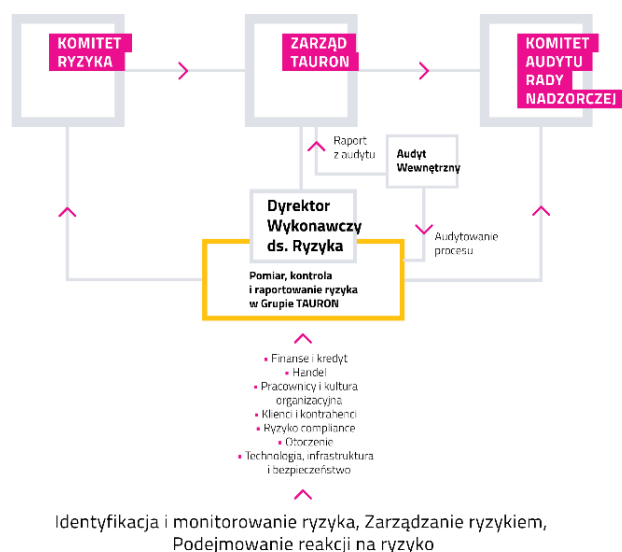 KOMITET
RYZYKA
ZARZĄD
TAURON
KOMITET
AUDYTU
RADY
NADZORCZEJ
Raport
z audytu
Audyt
Wewnętrzny
Dyrektor
Wykonawczy
ds. Ryzyka
Audytowanie
procesu
Pomiar, kontrola
i raportowanie ryzyka
w Grupie TAURON
▪ Finanse i kredyt
▪ Handel
▪ Pracownicy i kultura
organizacyjna
▪ Klienci i kontrahenci
▪ Ryzyko compliance
▪ Otoczenie
▪ Technologia, infrastruktura
i bezpieczeństwo
Identyfikacja i monitorowanie ryzyka, Zarządzanie ryzykiem,
Podejmowanie reakcji na ryzyko